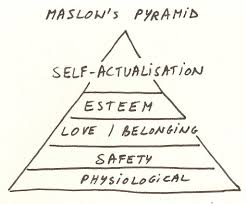 MASLOW'S PYRAMID
SELF-ACTUALISATION
ESTEEM
LOVE / BELONGING
SAFETY
PHYSIOLOGICAL